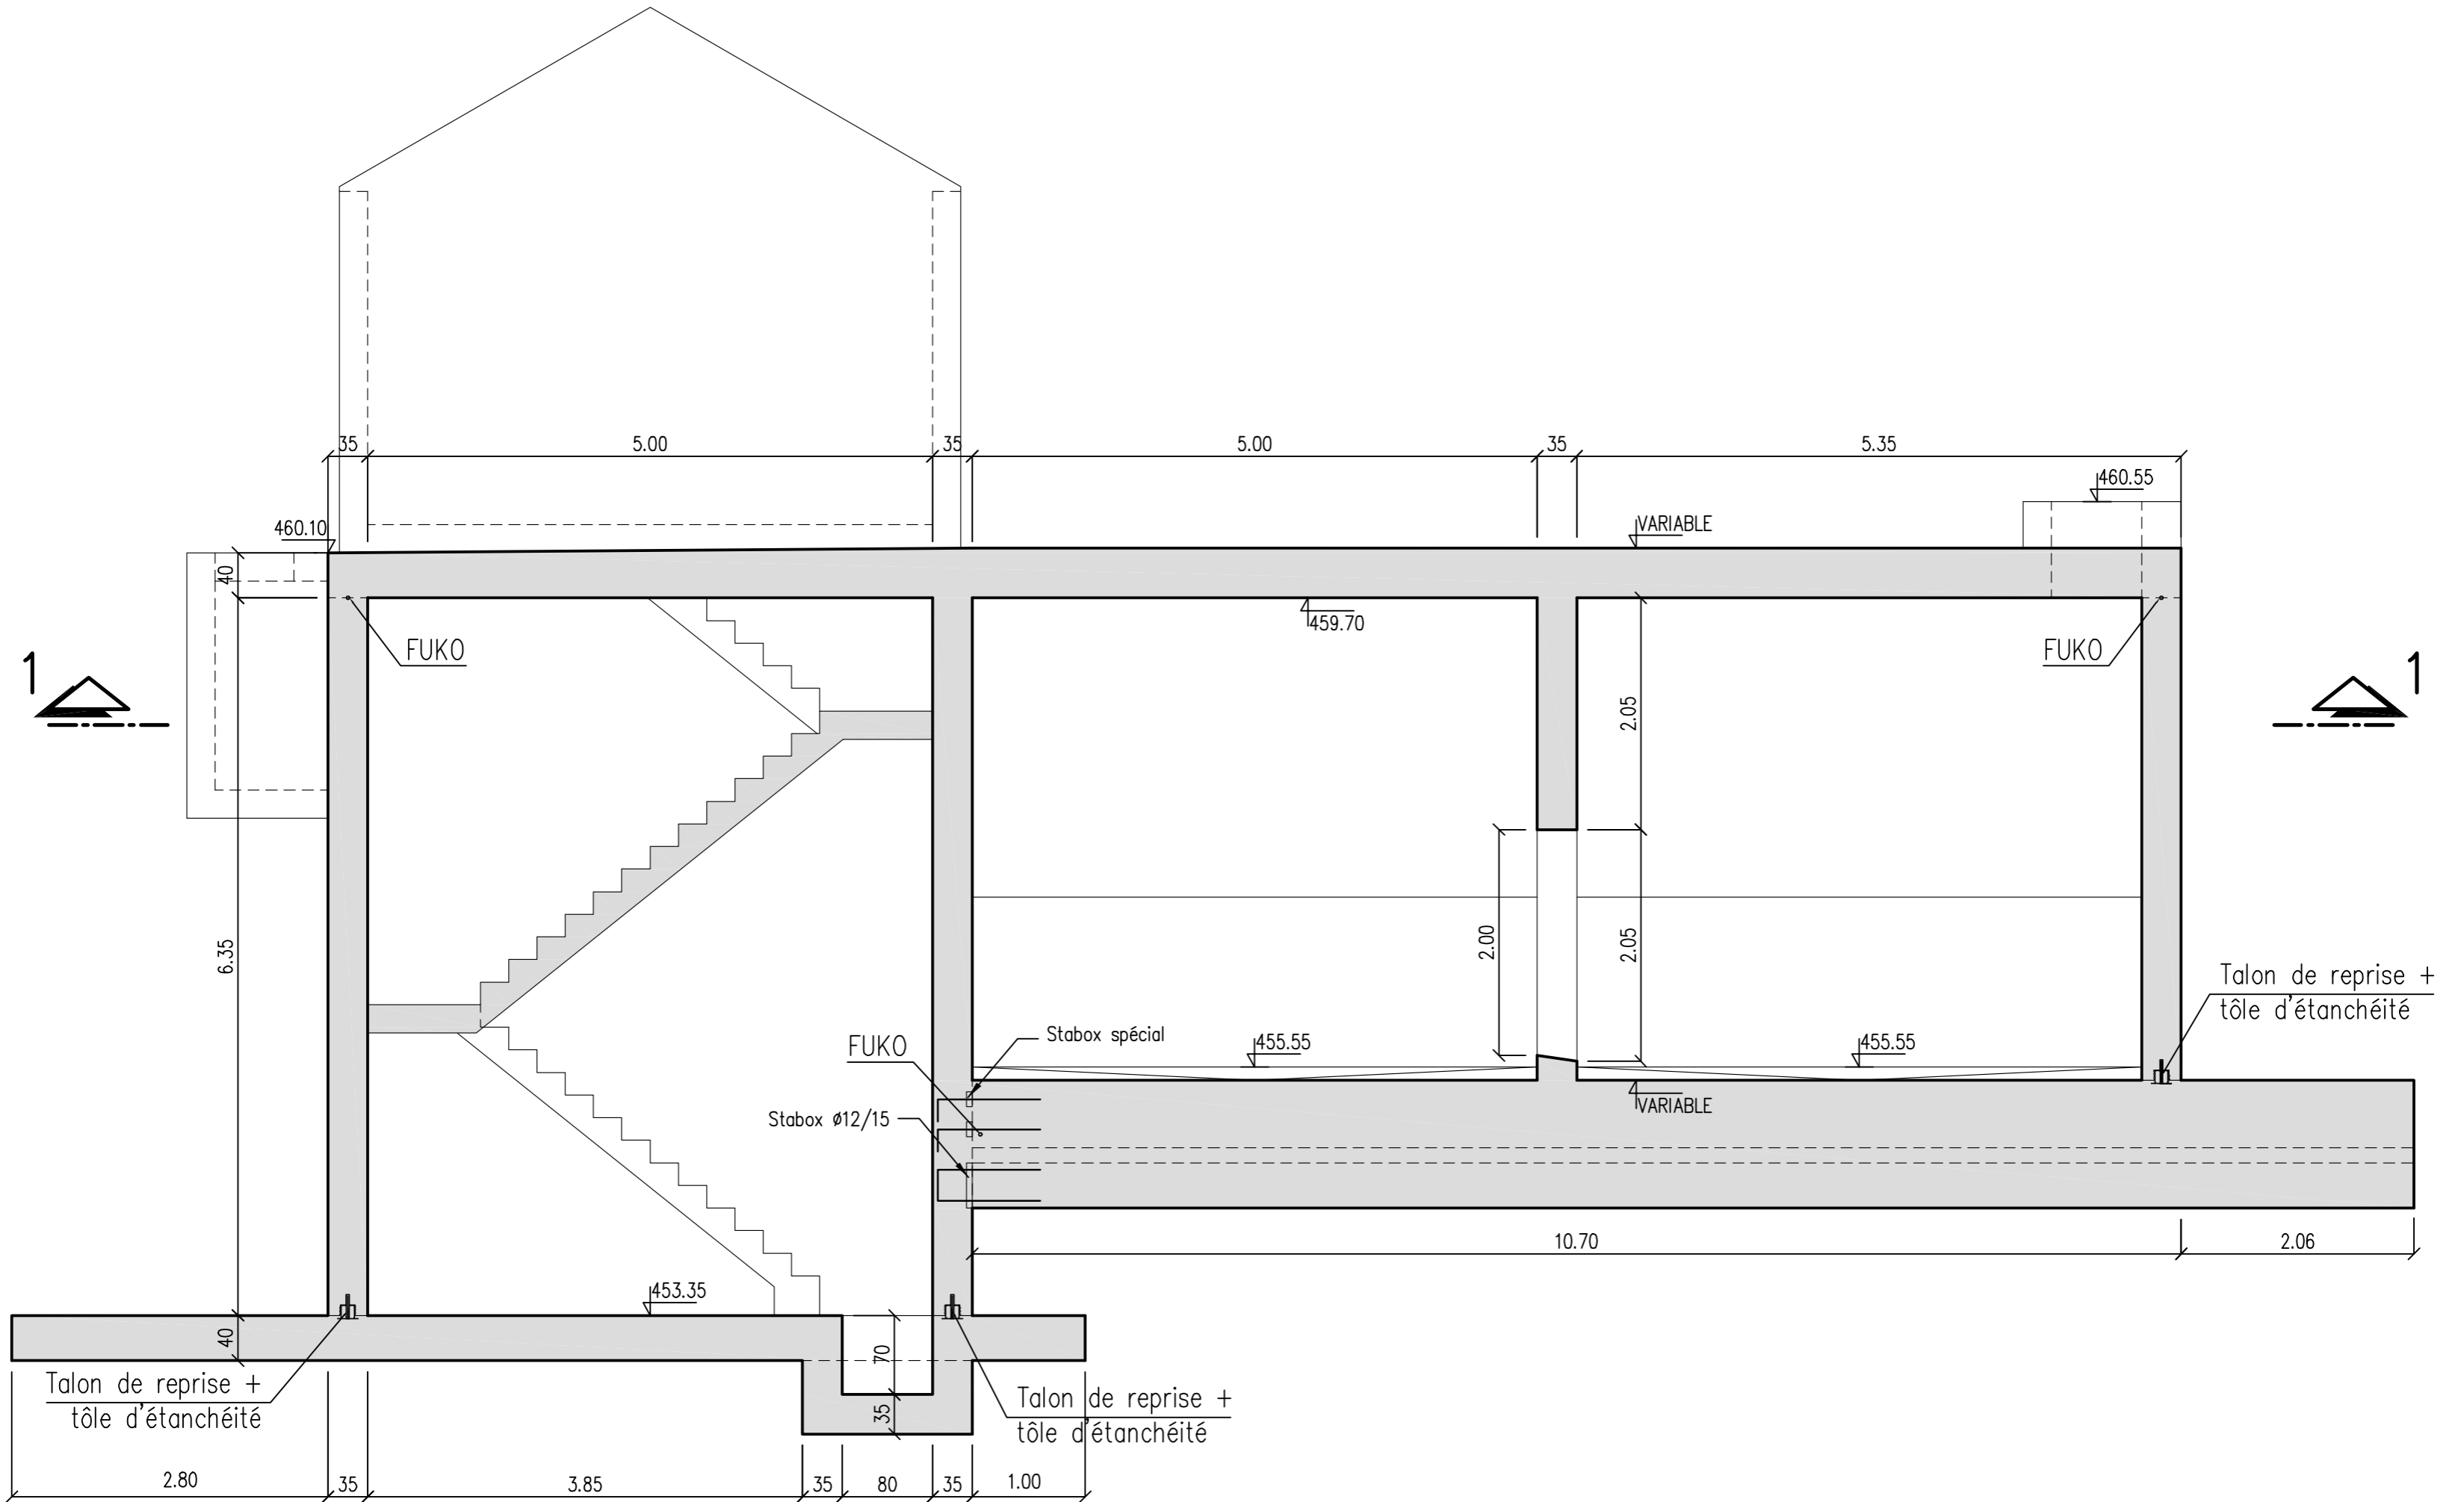 35
5.00
35
5.00
35
5.35
460.55
460.10
VARIABLE
40
459.70
FUKO
FUKO
1
1
2.05
6.35
2.00
2.05
Talon de reprise +
tôle d'étanchéité
Stabox spécial
455.55
455.55
FUKO
Stabox ø12/15
VARIABLE
10.70
2.06
453.35
40
70
Talon de reprise +
tôle d'étanchéité
35
Talon de reprise +
tôle d'étanchéité
2.80
35
3.85
35
80
35
1.00